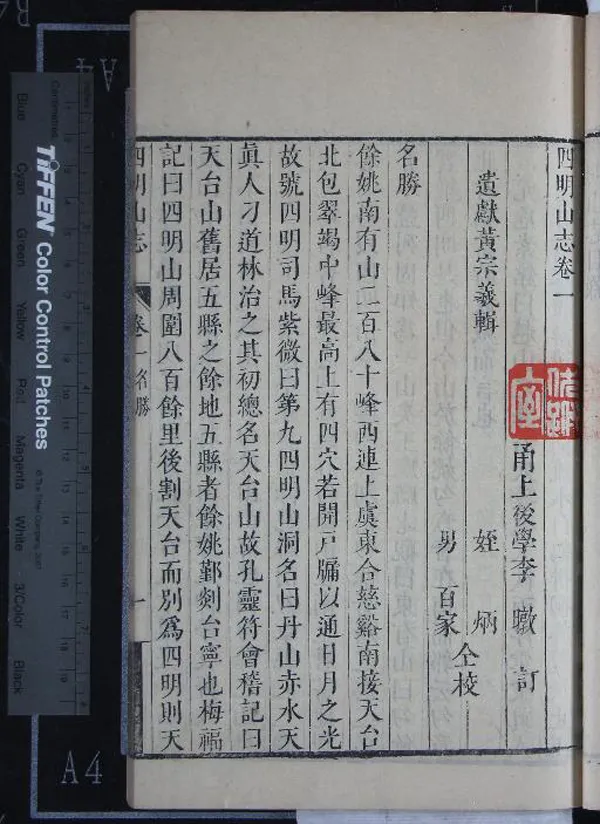 四明山志卷一
甬上後學李暾訂
遺獻黃宗羲輯
姪炳
男百家仝校
名勝
餘姚南有山二百八十峰西連上虞東合慈谿南接天台
北包翠竭中峰最高上有四穴若開戶牖以通日月之光
故號四明司馬紫微曰第九四明山洞名曰丹山赤水天
眞人刁道林治之其初總名天台山故孔靈符會稽記曰
天台山舊居五縣之餘地五縣者餘姚鄞剡台寧也梅福
記曰四明山周圍八百餘里後割天台而別爲四明則天
四明山志 卷一名勝 一
TIFFEN Color Control Patches
© The Tiffen Company, 2007
Centimetres
Blue Cyan Green Yellow Red Magenta White 3/Color Black
A4
A4